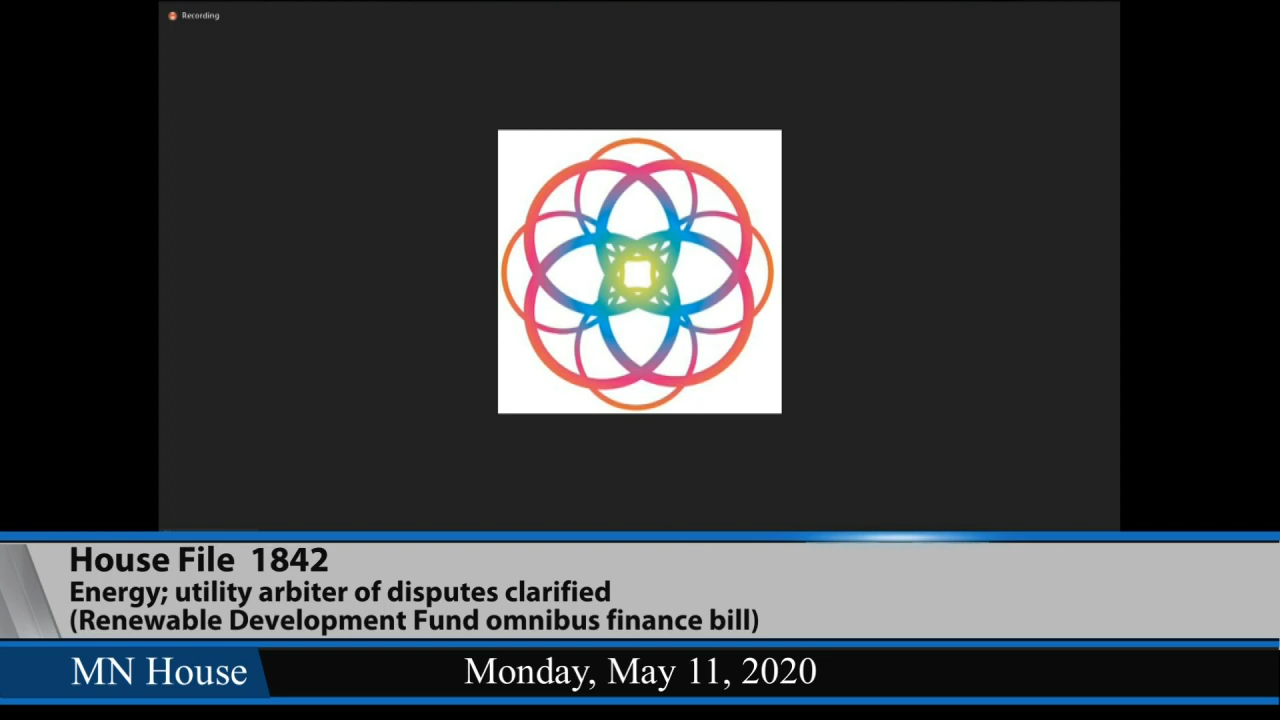 Recording
House File 1842
Energy; utility arbiter of disputes clarified
(Renewable Development Fund omnibus finance bill)
MN House
Monday, May 11, 2020